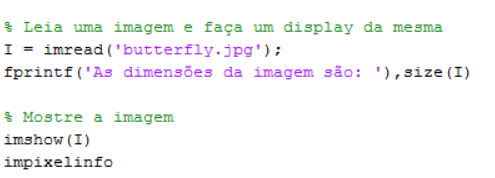 % Leia uma imagem e faça um display da mesma
I = imread('butterfly.jpg');
fprintf('As dimensões da imagem são: '),size(I)
% Mostre a imagem
imshow(I)
impixelinfo